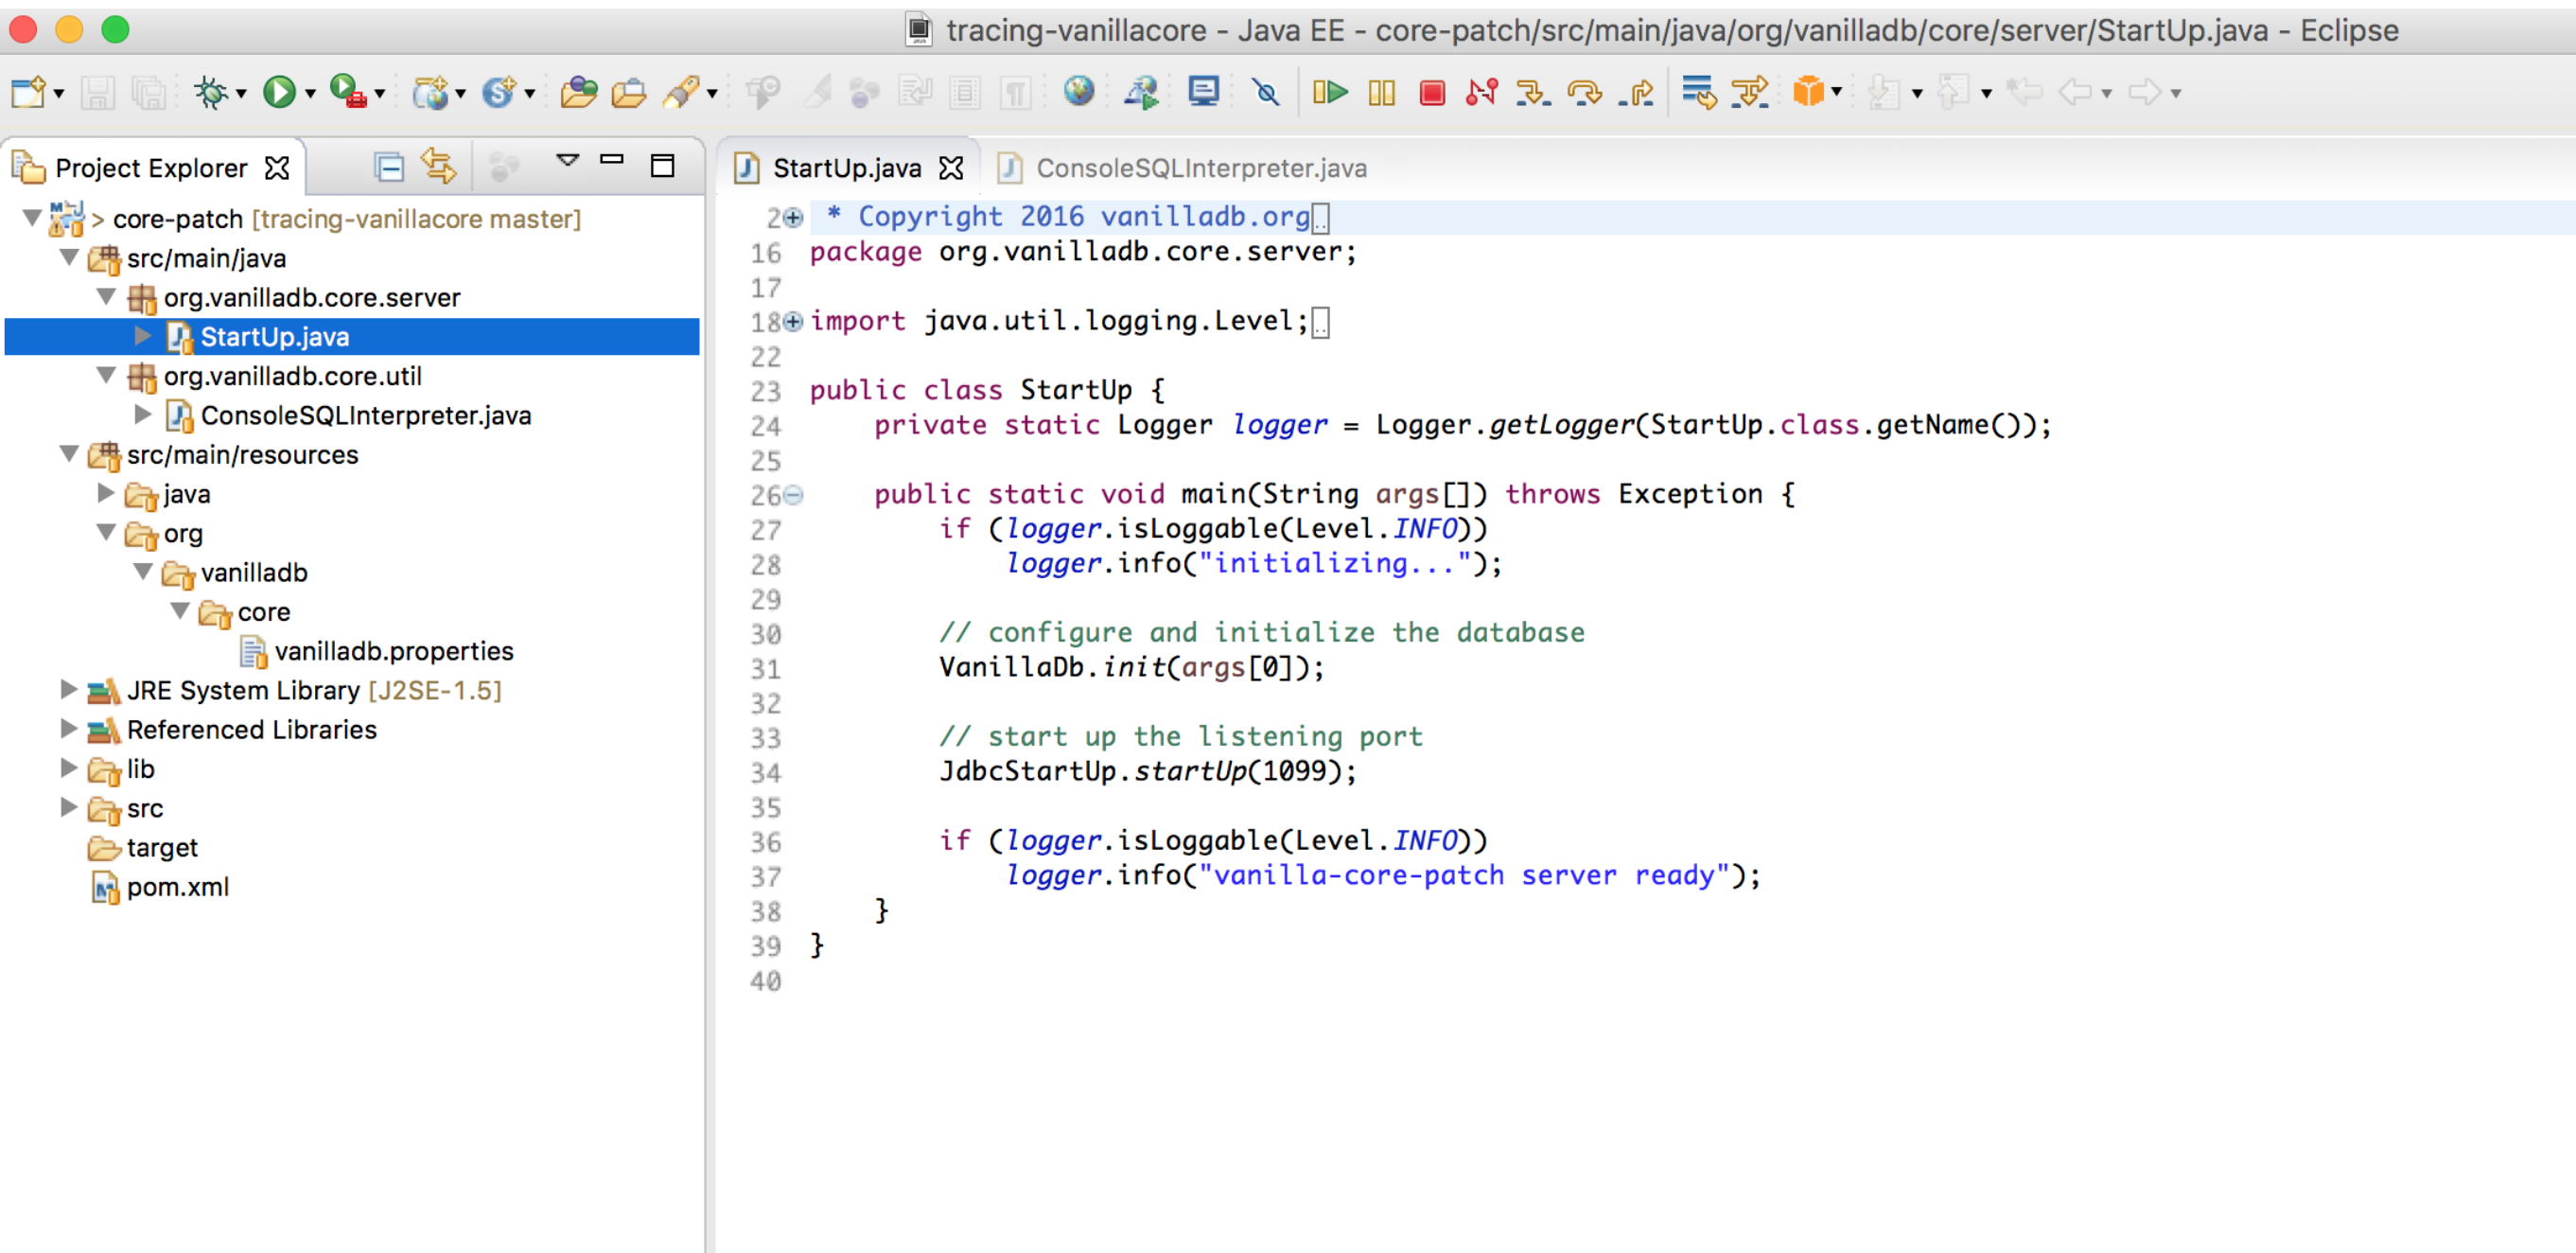 tracing-vanillacore - Java EE - core-patch/src/main/java/org/vanilladb/core/server/StartUp.java - Eclipse
Project Explorer
> core-patch [tracing-vanillacore master]
src/main/java
org.vanilladb.core.server
StartUp.java
org.vanilladb.core.util
ConsoleSQLInterpreter.java
src/main/resources
java
org
vanilladb
core
vanilladb.properties
JRE System Library [J2SE-1.5]
Referenced Libraries
lib
src
target
pom.xml
StartUp.java ConsoleSQLInterpreter.java
2 * Copyright 2016 vanilladb.org..
16 package org.vanilladb.core.server;
17
18 import java.util.logging.Level;..
22
23 public class StartUp {
24     private static Logger logger = Logger.getLogger(StartUp.class.getName());
25
26     public static void main(String args[]) throws Exception {
27         if (logger.isLoggable(Level.INFO))
28             logger.info("initializing...");
29
30         // configure and initialize the database
31         VanillaDb.init(args[0]);
32
33         // start up the listening port
34         JdbcStartUp.startUp(1099);
35
36         if (logger.isLoggable(Level.INFO))
37             logger.info("vanilla-core-patch server ready");
38     }
39 }
40